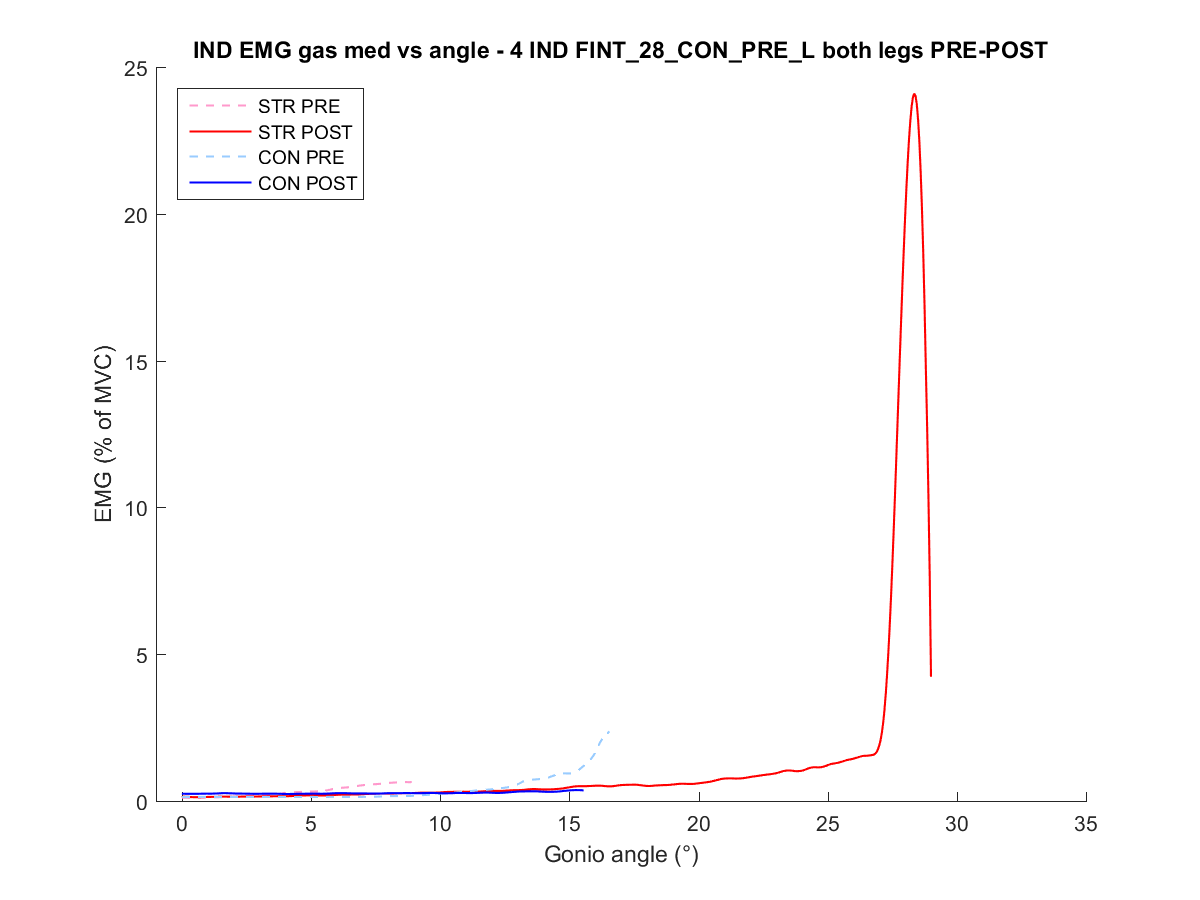 IND EMG gas med vs angle - 4 IND FINT_28_CON_PRE_L both legs PRE-POST
25
20
15
10
5
0
EMG (% of MVC)
STR PRE
STR POST
CON PRE
CON POST
0 5 10 15 20 25 30 35
Gonio angle (°)